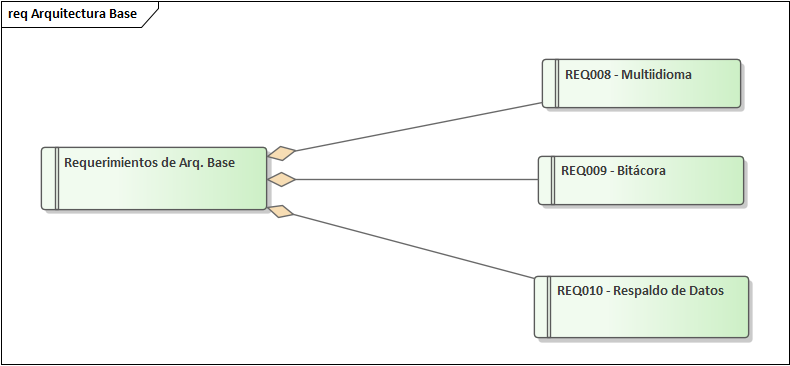 req Arquitectura Base
REQ008 - Multiidioma
Requerimientos de Arq. Base
REQ009 - Bitácora
REQ010 - Respaldo de Datos